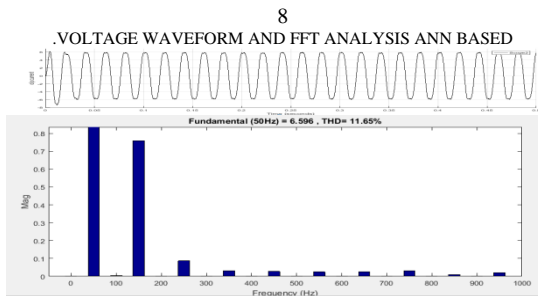 8
.VOLTAGE WAVEFORM AND FFT ANALYSIS ANN BASED
Time (seconds)
Fundamental (50Hz) = 6.596 , THD= 11.65%
Mag
0.8
0.7
0.6
0.5
0.4
0.3
0.2
0.1
0
0 100 200 300 400 500 600 700 800 900 1000
Frequency (Hz)